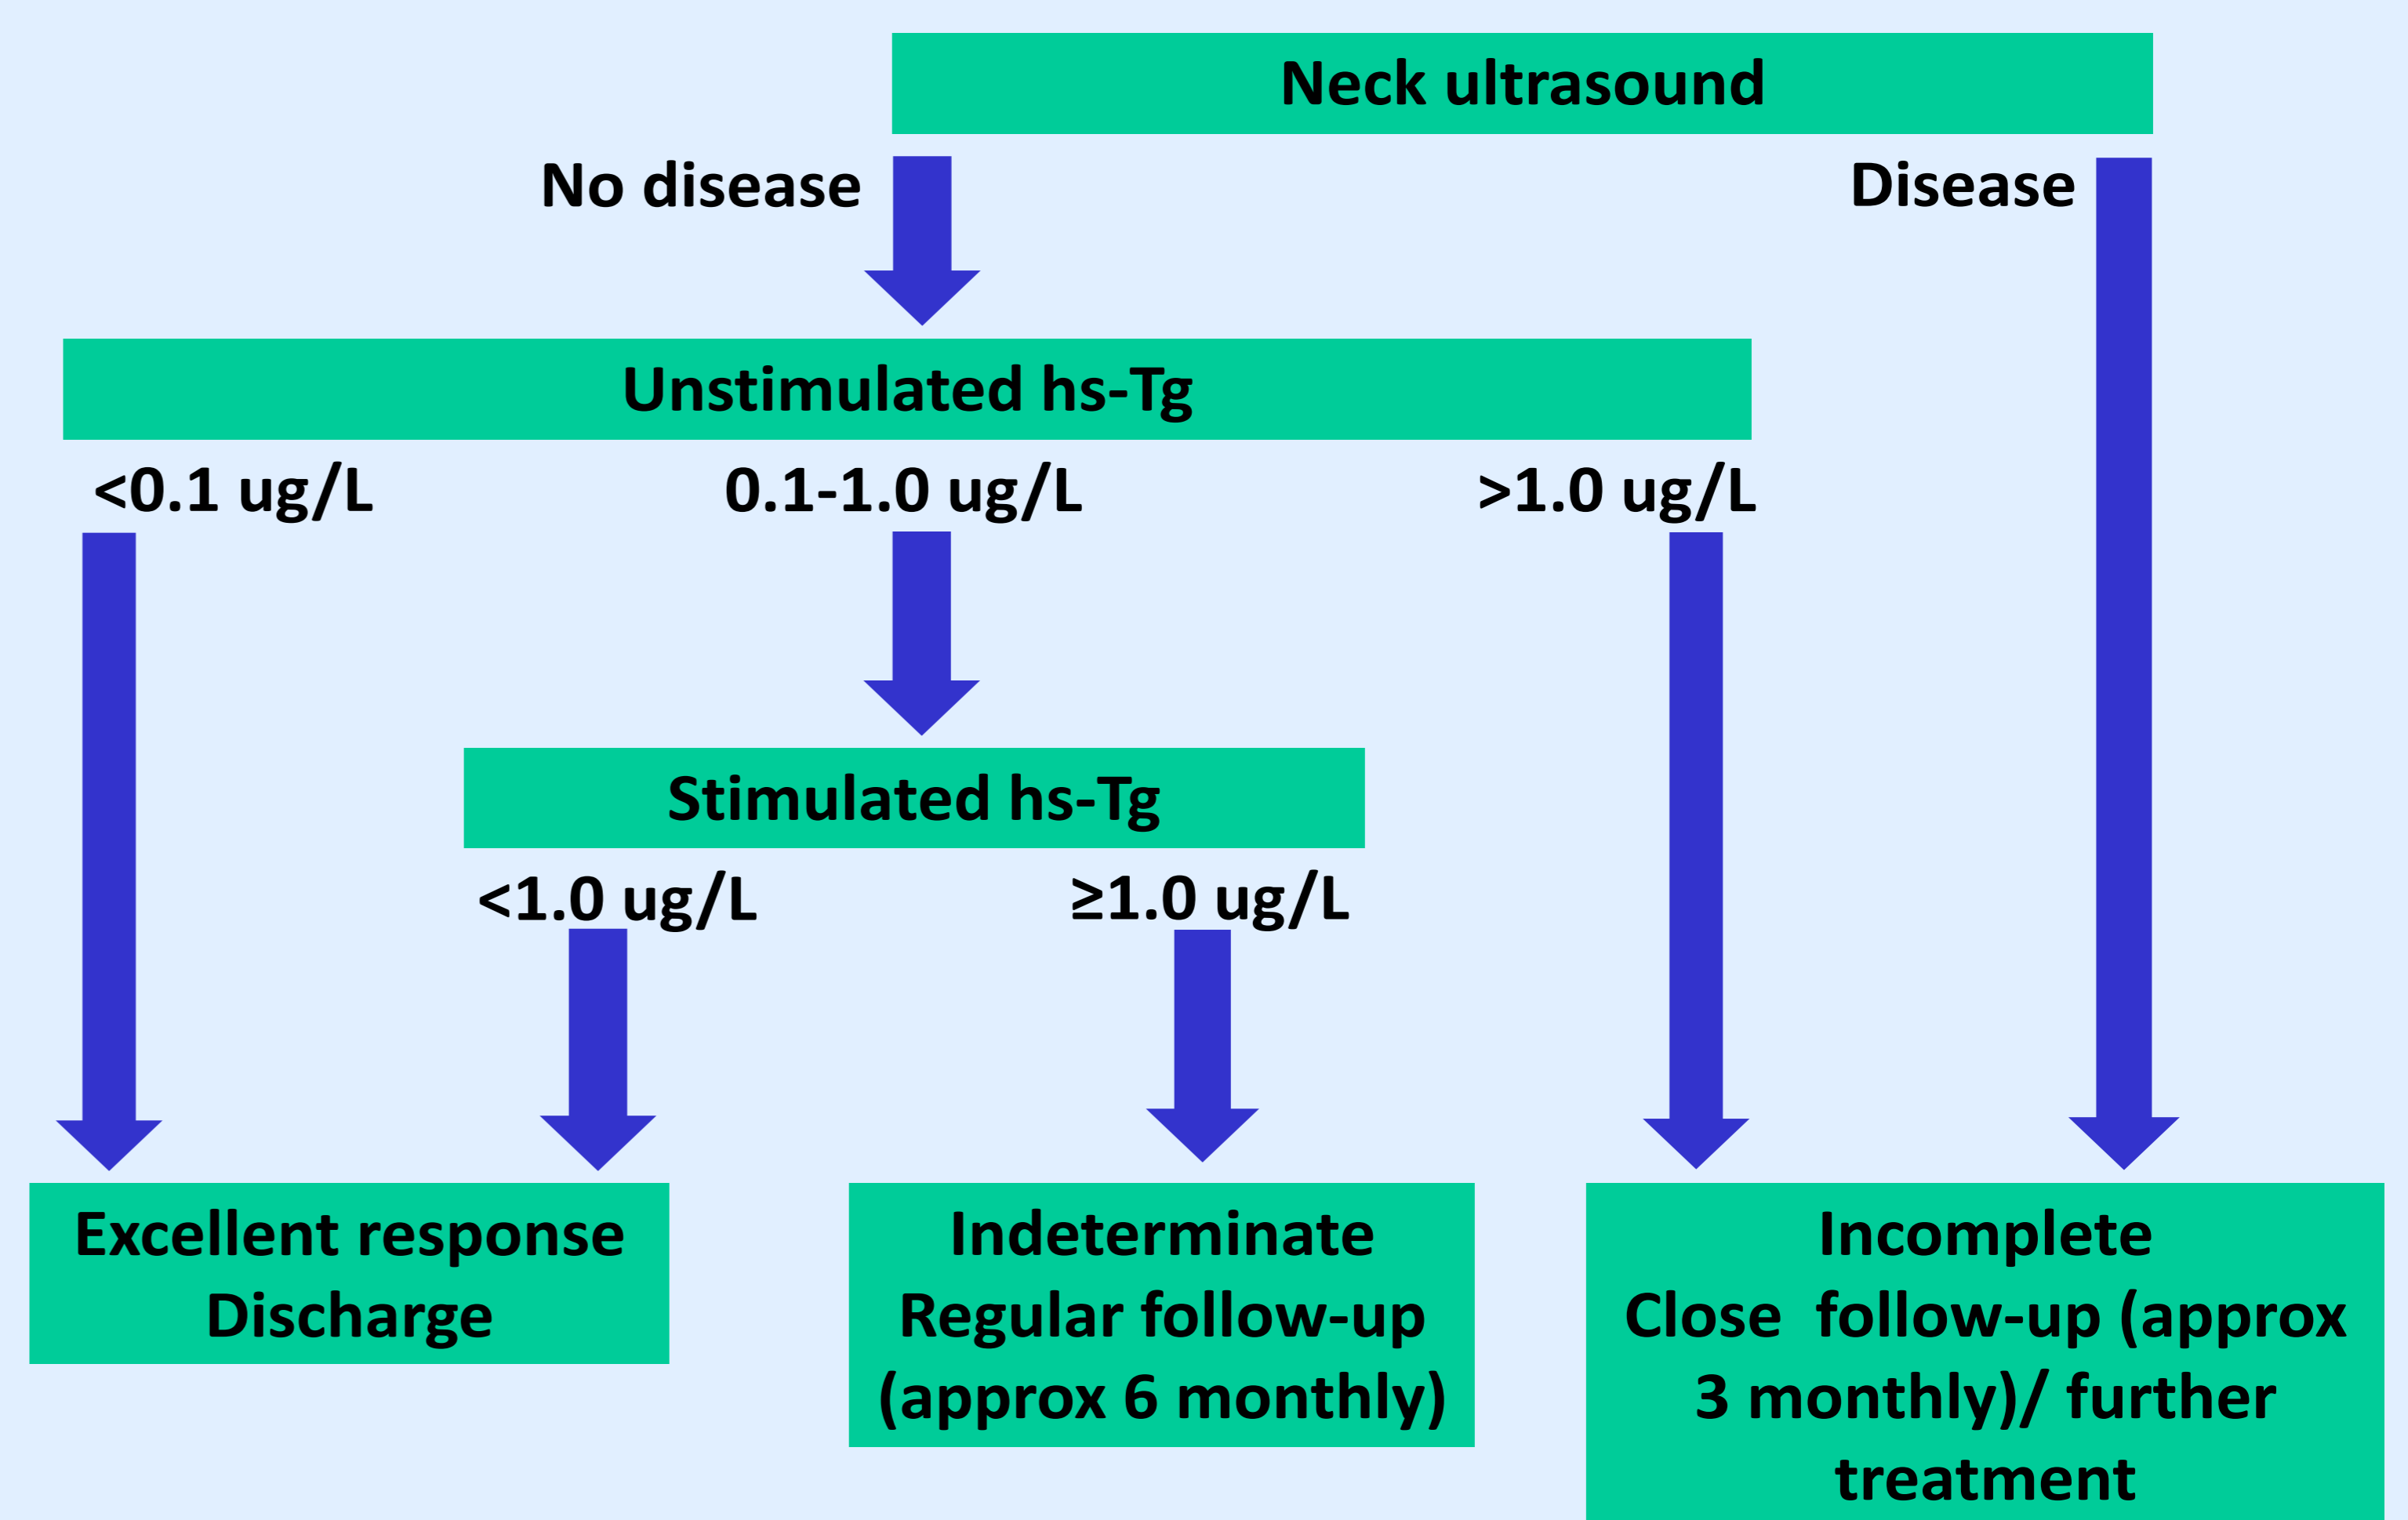 Neck ultrasound
No disease
Disease
Unstimulated hs-Tg
<0.1 ug/L
0.1-1.0 ug/L
>1.0 ug/L
Stimulated hs-Tg
<1.0 ug/L
≥1.0 ug/L
Excellent response
Discharge
Indeterminate
Regular follow-up
(approx 6 monthly)
Incomplete
Close  follow-up (approx
3 monthly)/ further
treatment